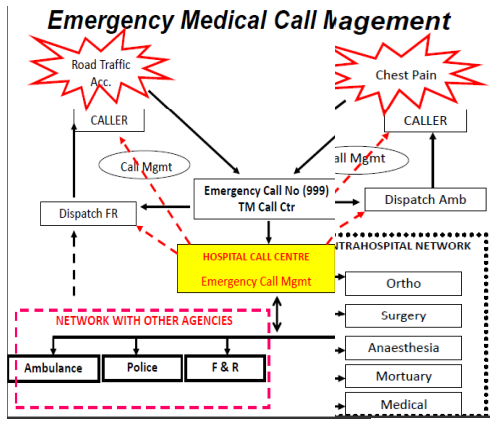 Emergency Medical Call Nagement
Road Traffic
Acc.
Chest Pain
CALLER
CALLER
Call Mgmt
all Mgmt
Emergency Call No (999)
TM Call Ctr
Dispatch FR
Dispatch Amb
HOSPITAL CALL CENTRE
Emergency Call Mgmt
NTRAHOSPITAL NETWORK
Ortho
Surgery
Anaesthesia
Mortuary
Medical
NETWORK WITH OTHER AGENCIES
Ambulance
Police
F & R